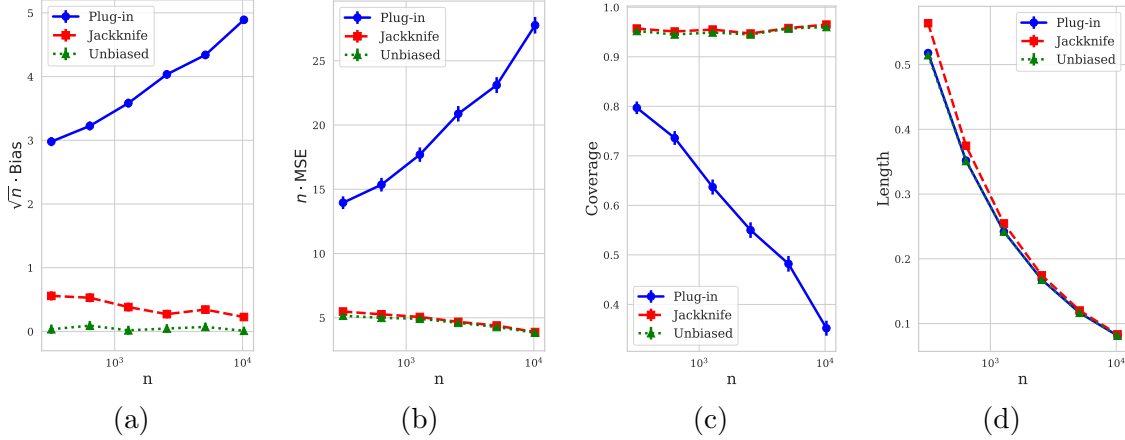 5
4
3
2
1
0
√n · Bias
Plug-in
Jackknife
Unbiased
10³
10⁴
n
(a)
25
20
15
10
5
n · MSE
Plug-in
Jackknife
Unbiased
10³
10⁴
n
(b)
1.0
0.9
0.8
0.7
0.6
0.5
0.4
Coverage
Plug-in
Jackknife
Unbiased
10³
10⁴
n
(c)
0.5
0.4
0.3
0.2
0.1
Length
Plug-in
Jackknife
Unbiased
10³
10⁴
n
(d)